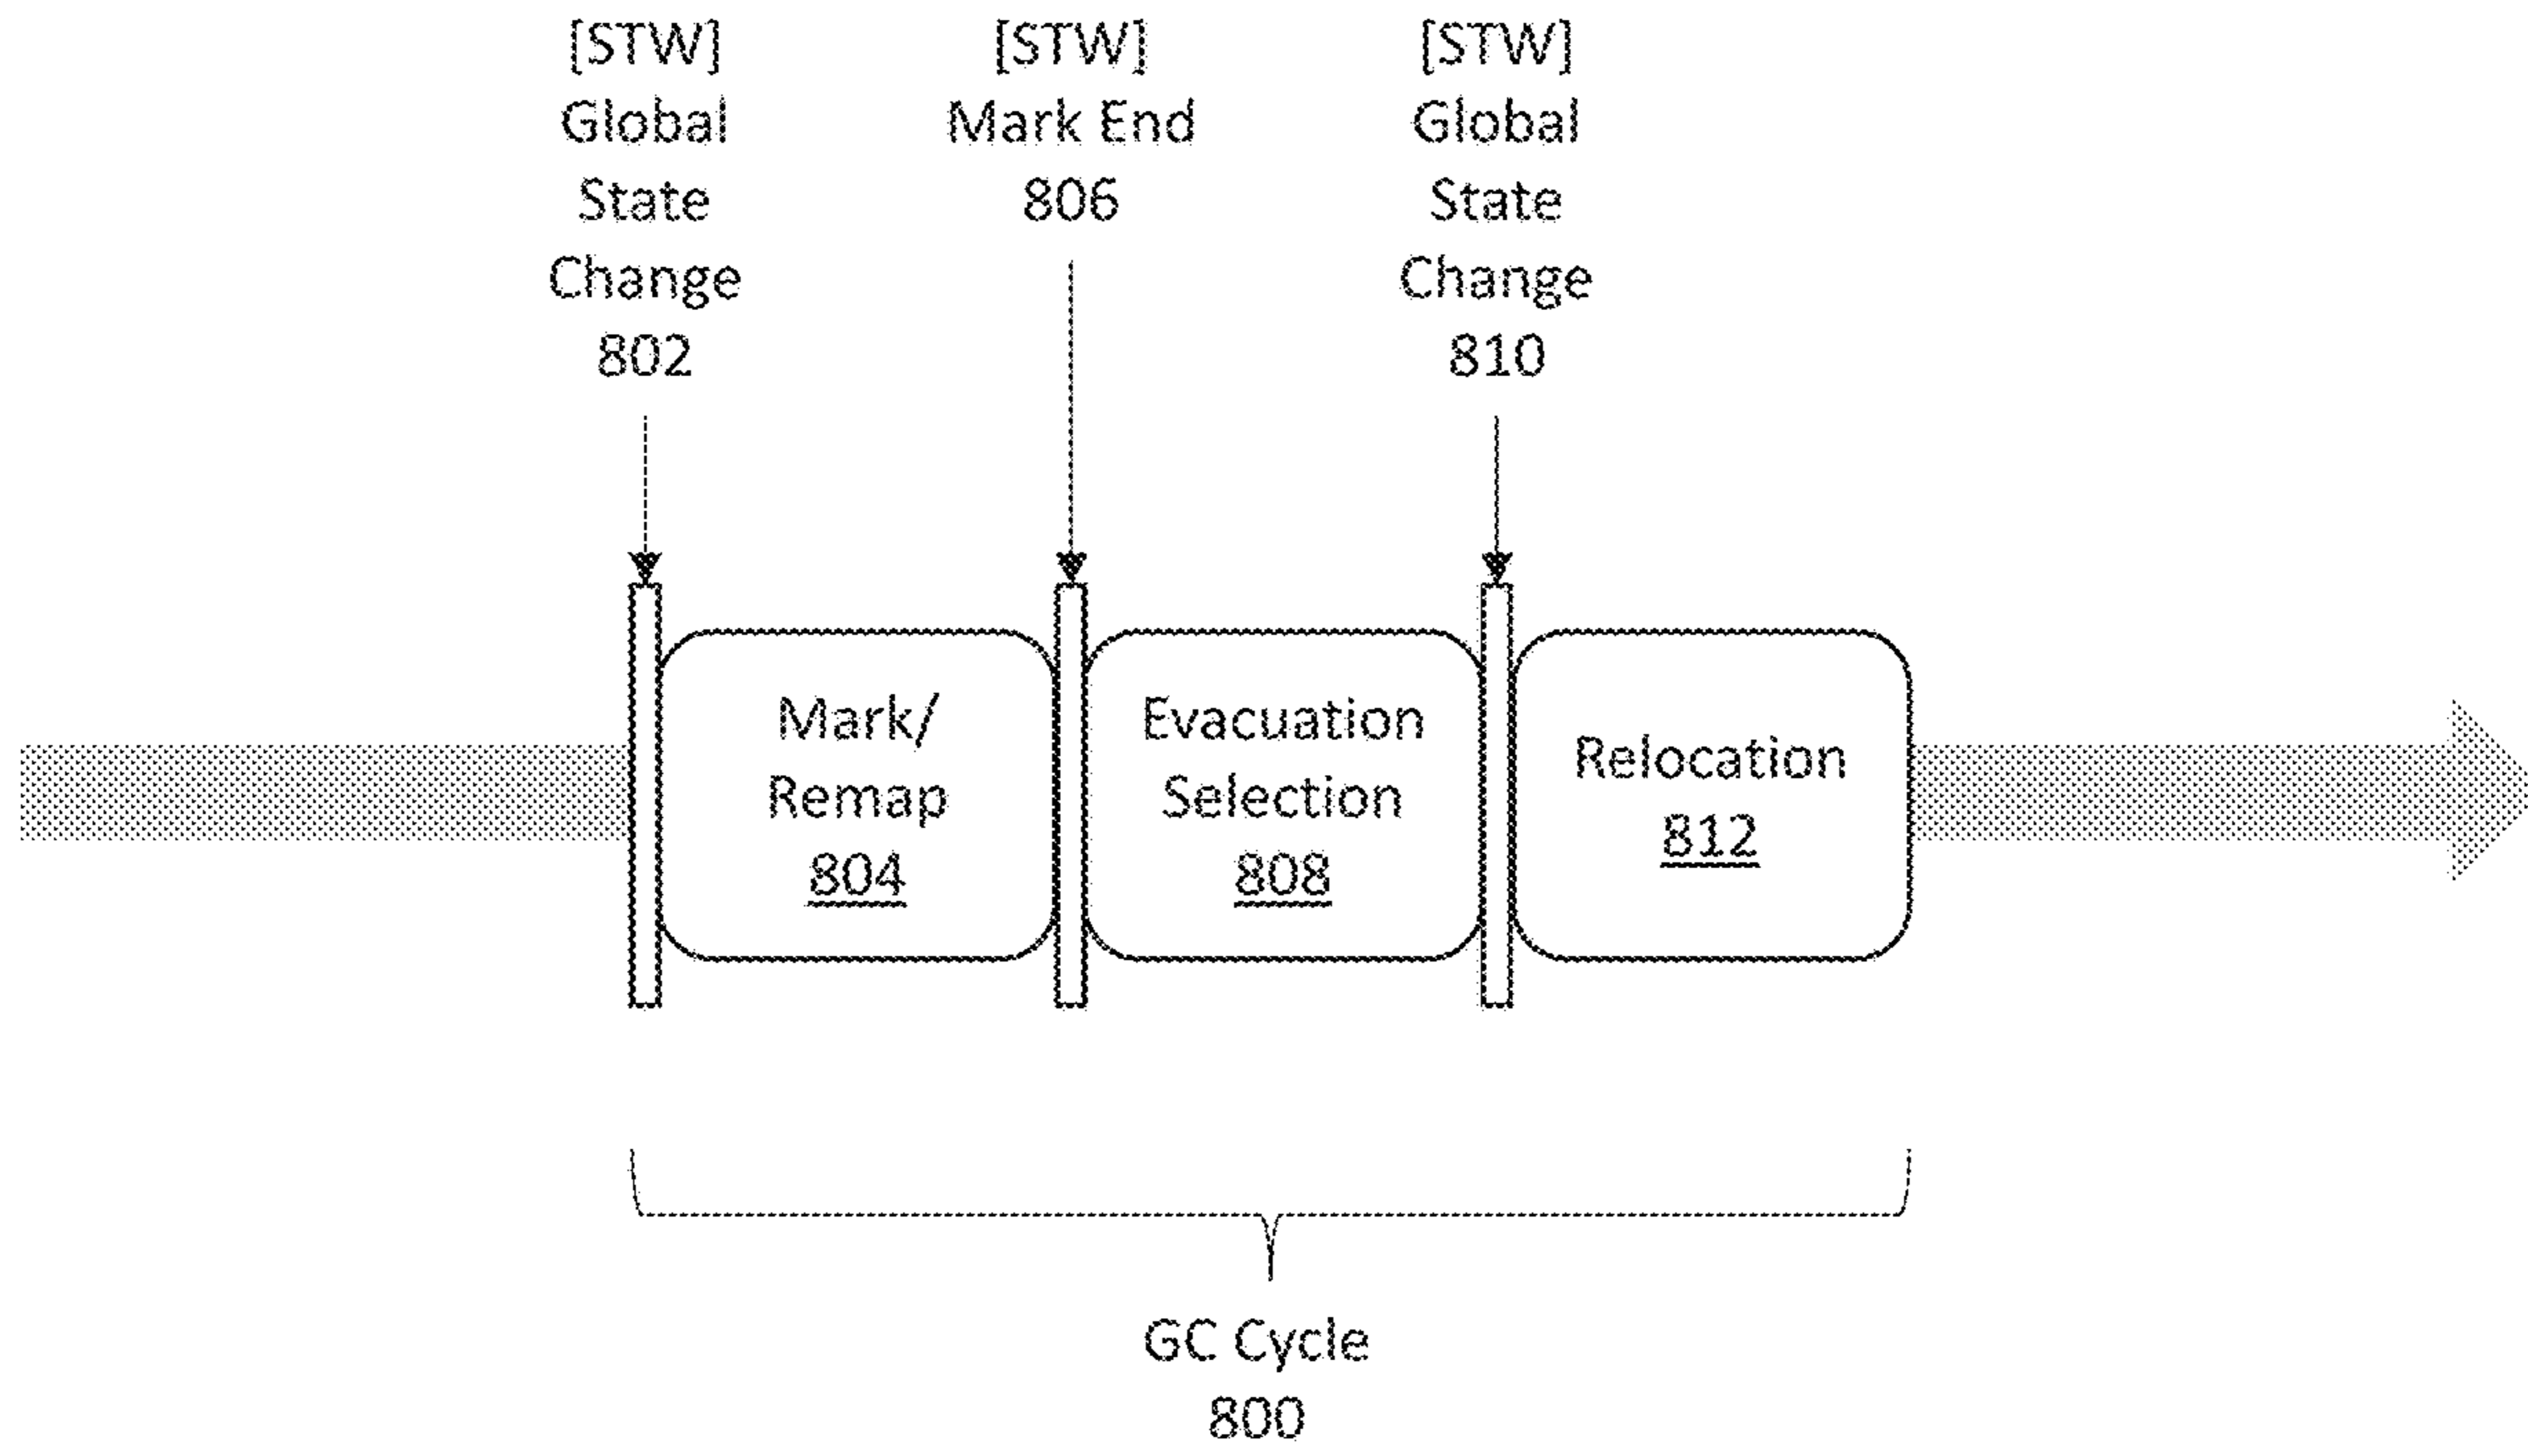 [STW]
Global
State
Change
802
[STW]
Mark End
806
[STW]
Global
State
Change
810
Mark/
Remap
804
Evacuation
Selection
808
Relocation
812
GC Cycle
800